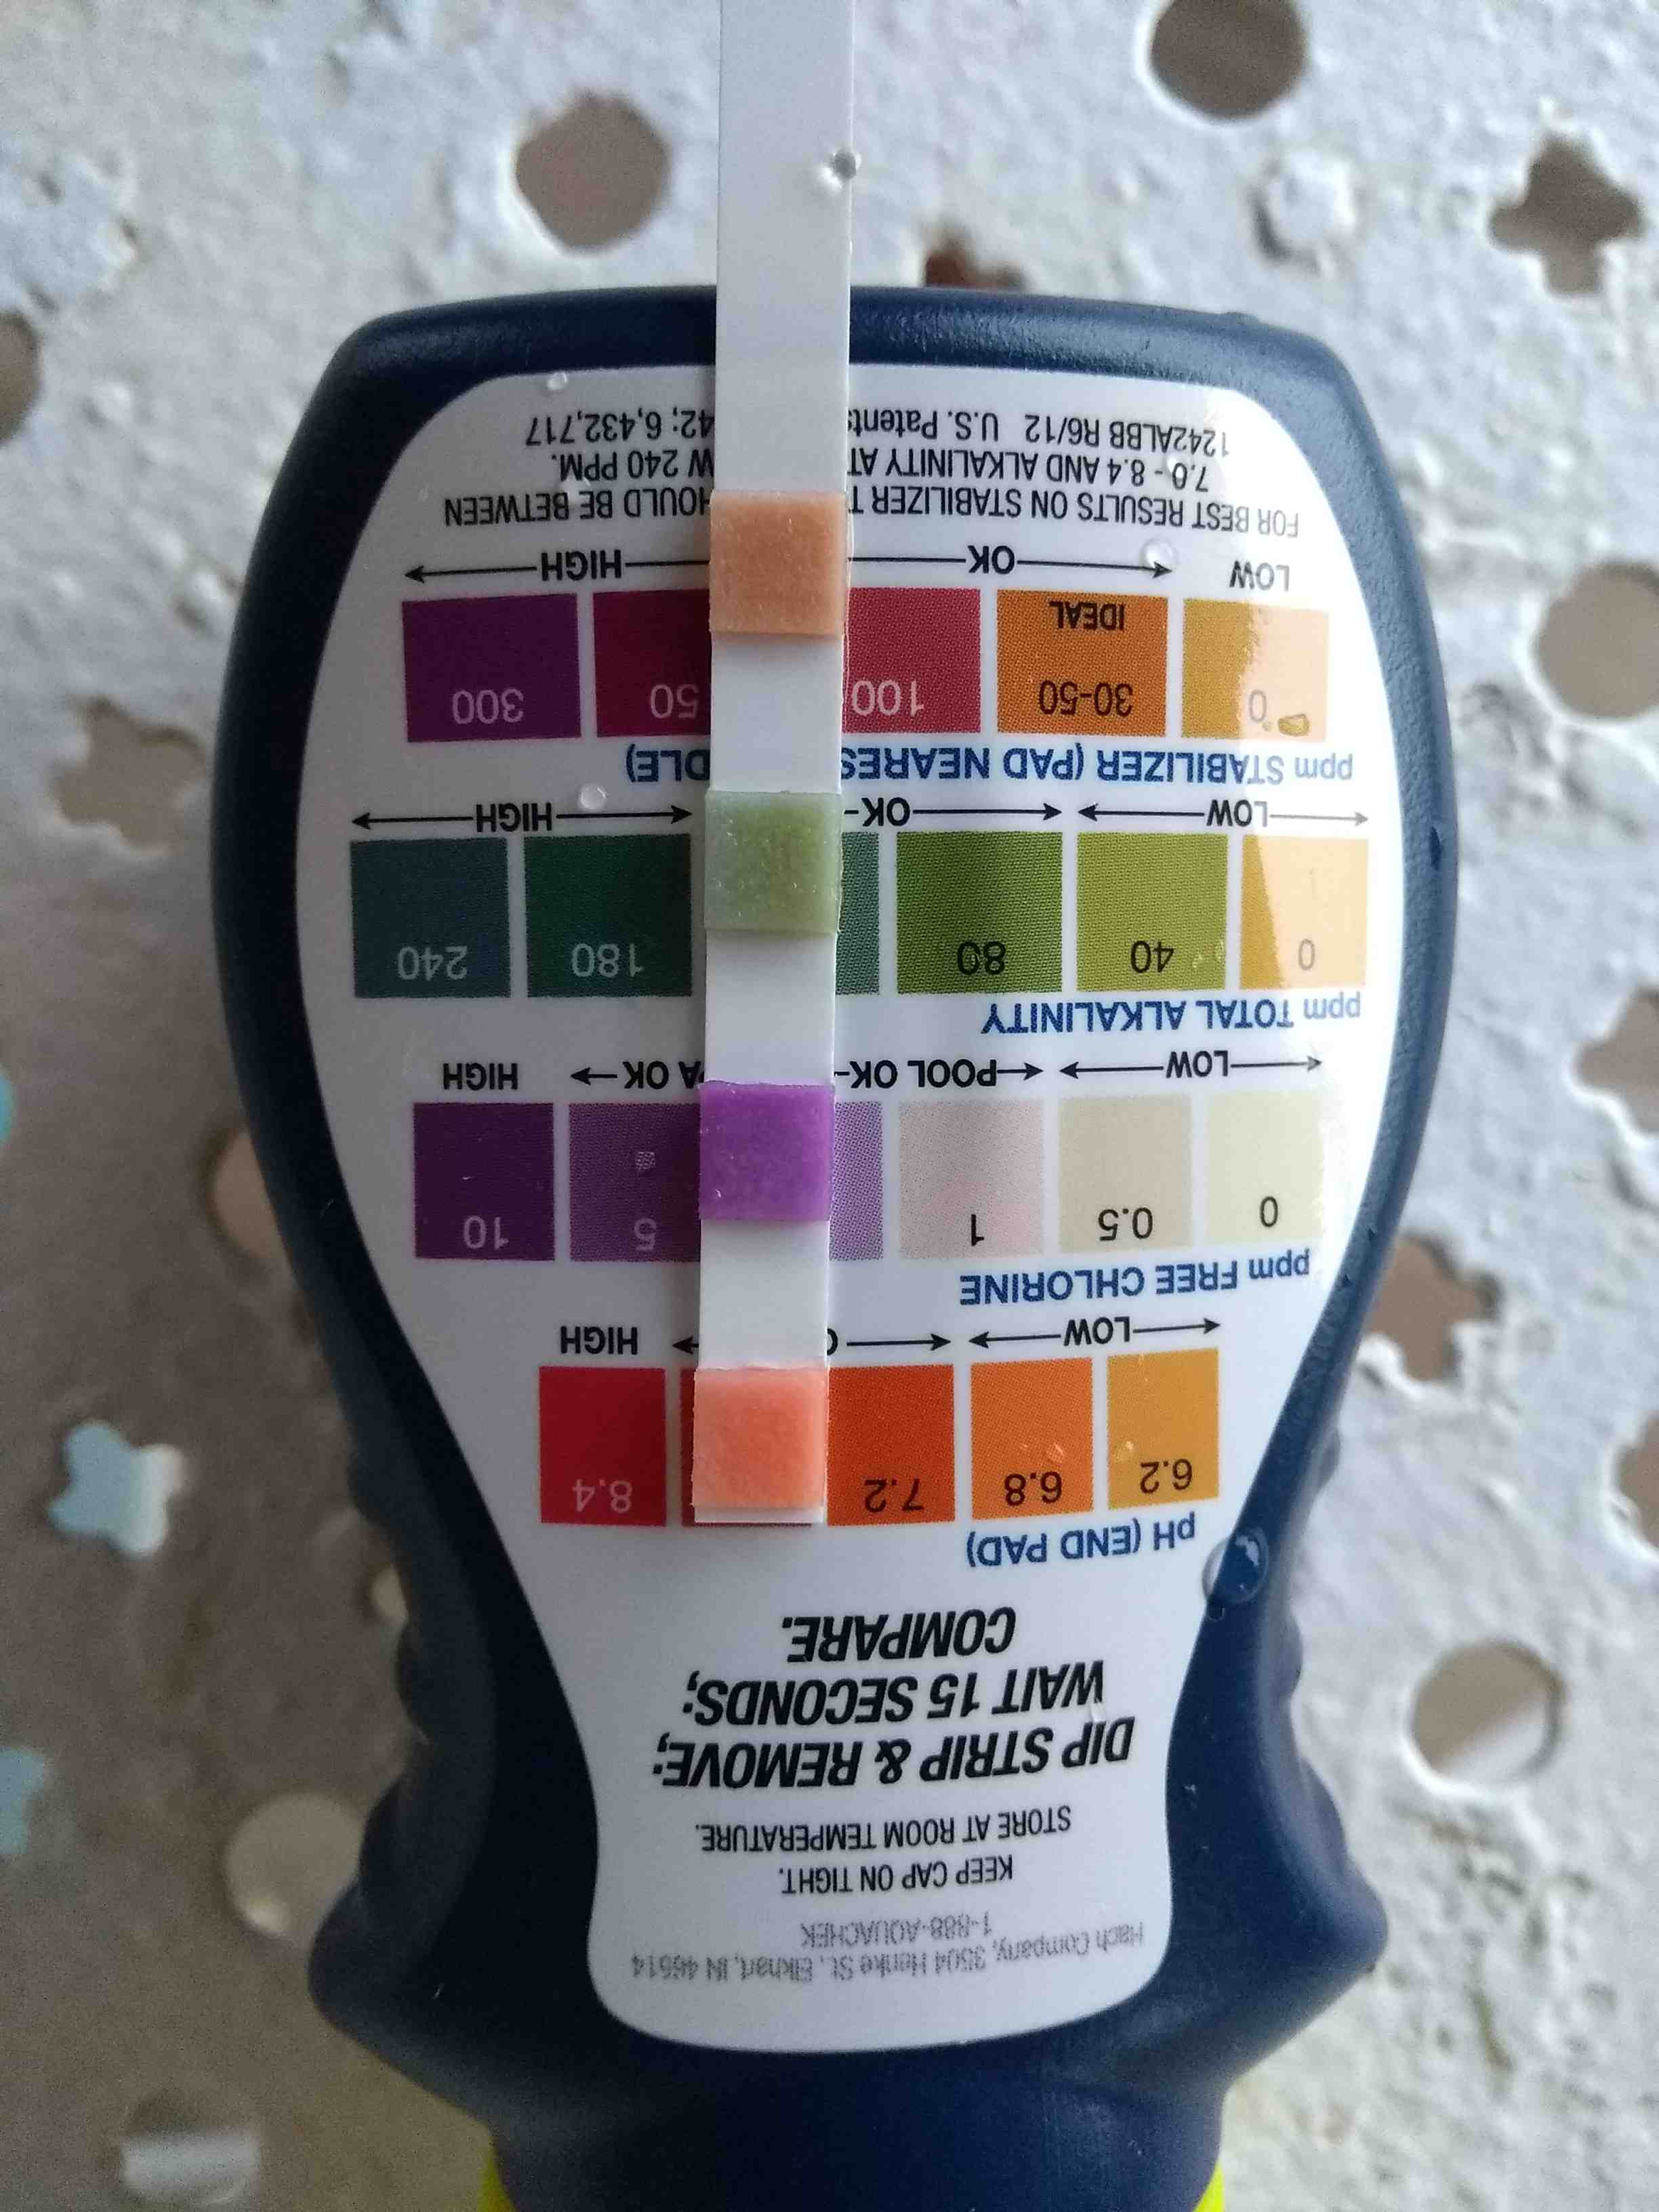 Hach Company, 3504 Henke St., Elkhart, IN 46514
1-888-AQUACHEK
KEEP CAP ON TIGHT.
STORE AT ROOM TEMPERATURE.
DIP STRIP & REMOVE;
WAIT 15 SECONDS;
COMPARE.
pH (END PAD)
6.2 6.8 7.2 8.4
LOW HIGH
ppm FREE CHLORINE
0 0.5 1 5 10
LOW POOL OK OK HIGH
ppm TOTAL ALKALINITY
0 40 80 180 240
LOW OK HIGH
ppm STABILIZER (PAD
0 30-50 100 50 300
IDEAL
LOW OK HIGH
FOR BEST RESULTS ON STABILIZER BE BETWEEN
7.0 - 8.4 AND ALKALINITY 240 PPM.
1242ALBB R6/12 U.S. Patents 42; 6,432,717